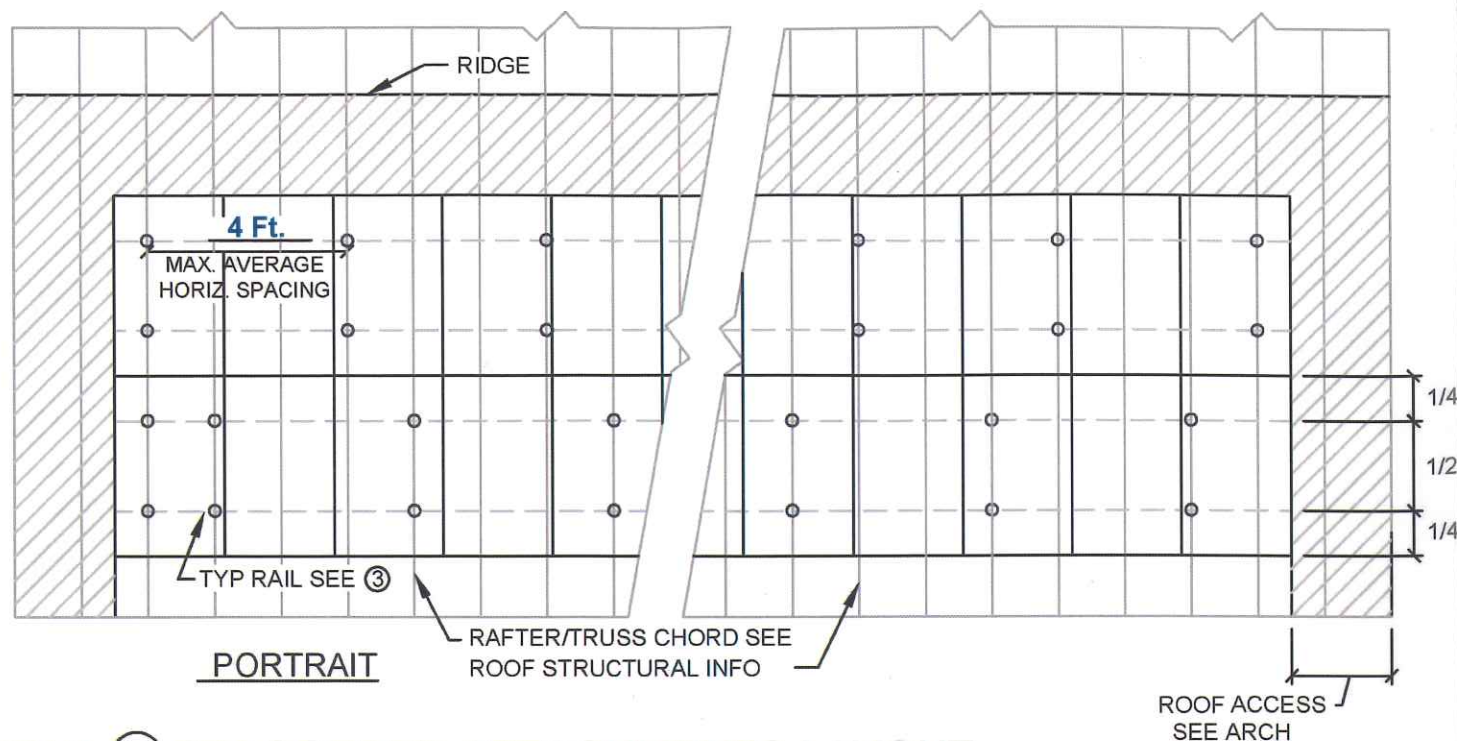 RIDGE
4 Ft.
MAX. AVERAGE
HORIZ. SPACING
1/4
1/2
1/4
TYP RAIL SEE ③
RAFTER/TRUSS CHORD SEE
ROOF STRUCTURAL INFO
PORTRAIT
ROOF ACCESS
SEE ARCH